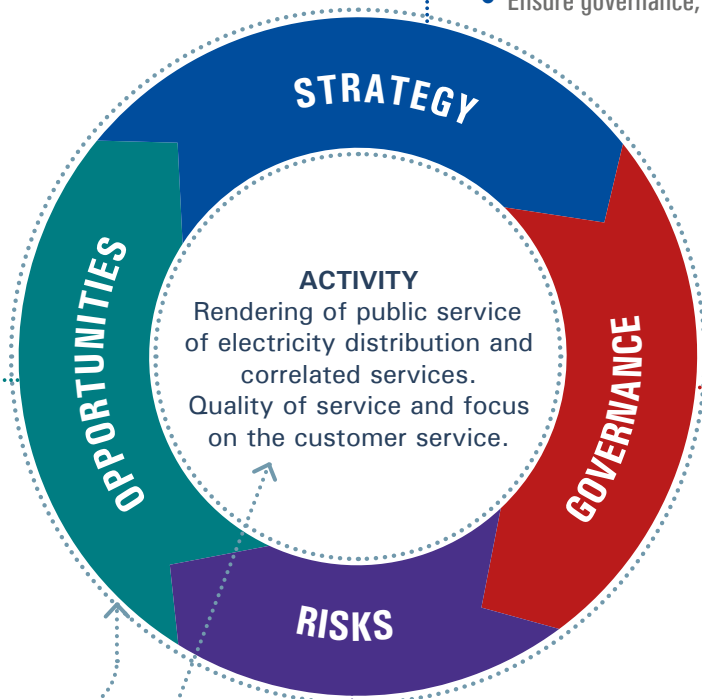 • Ensure governance,
STRATEGY
OPPORTUNITIES
ACTIVITY
Rendering of public service
of electricity distribution and
correlated services.
Quality of service and focus
on the customer service.
GOVERNANCE
RISKS